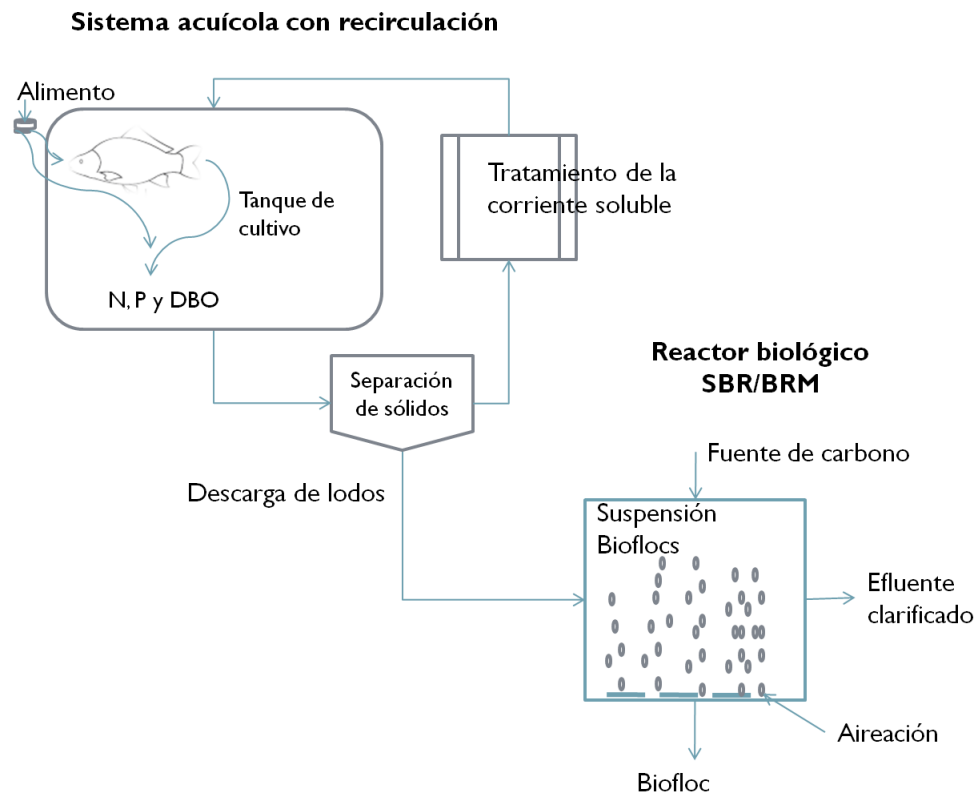 Sistema acuícola con recirculación
Alimento
Tanque de
cultivo
N, P y DBO
Tratamiento de la
corriente soluble
Separación
de sólidos
Descarga de lodos
Reactor biológico
SBR/BRM
Fuente de carbono
Suspensión
Bioflocs
Efluente
clarificado
Aireación
Biofloc